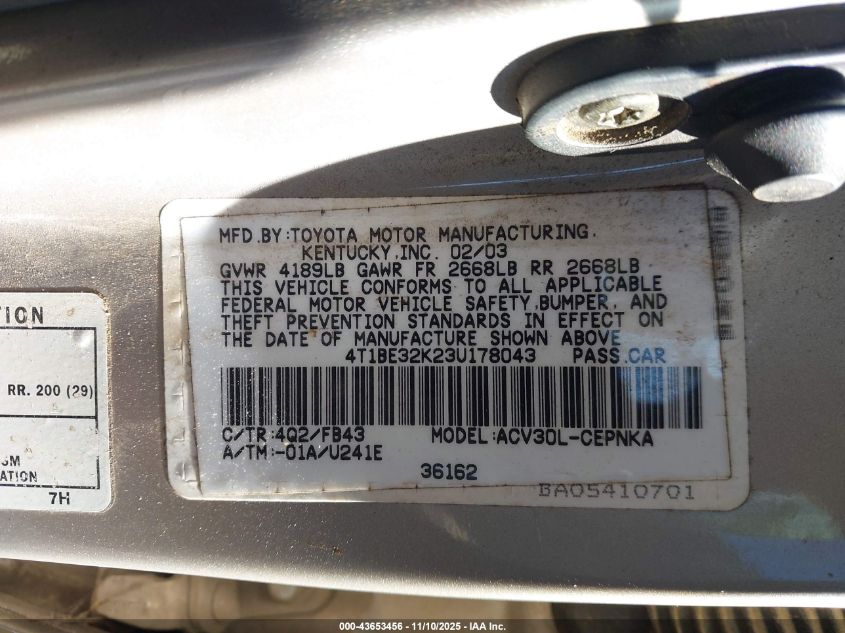 MFD.BY:TOYOTA MOTOR MANUFACTURING.
KENTUCKY,INC. 02/03
GVWR 4189LB GAWR FR 2668LB RR 2668LB
THIS VEHICLE CONFORMS TO ALL APPLICABLE
FEDERAL MOTOR VEHICLE SAFETY,BUMPER, AND
THEFT PREVENTION STANDARDS IN EFFECT ON
THE DATE OF MANUFACTURE SHOWN ABOVE
4T1BE32K23U178043 PASS.CAR
C/TR:4Q2/FB43 MODEL:ACV30L-CEPNKA
A/TM:-01A/U241E
36162
BA05410701
RR. 200 (29)
7H
000-43653456 - 11/10/2025 - IAA Inc.